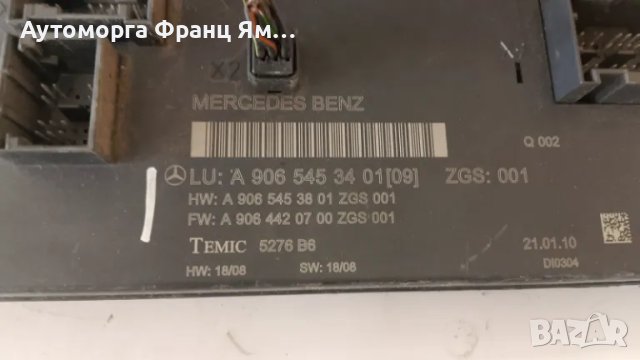 Автоморга Франц Ям...
X2
MERCEDES BENZ
Q 002
LU: A 906 545 34 01[09] ZGS: 001
HW: A 906 545 38 01 ZGS 001
FW: A 906 442 07 00 ZGS 001
TEMIC 5276 B6
21.01.10
HW: 18/08 SW: 18/08
DI0304
BAZAR